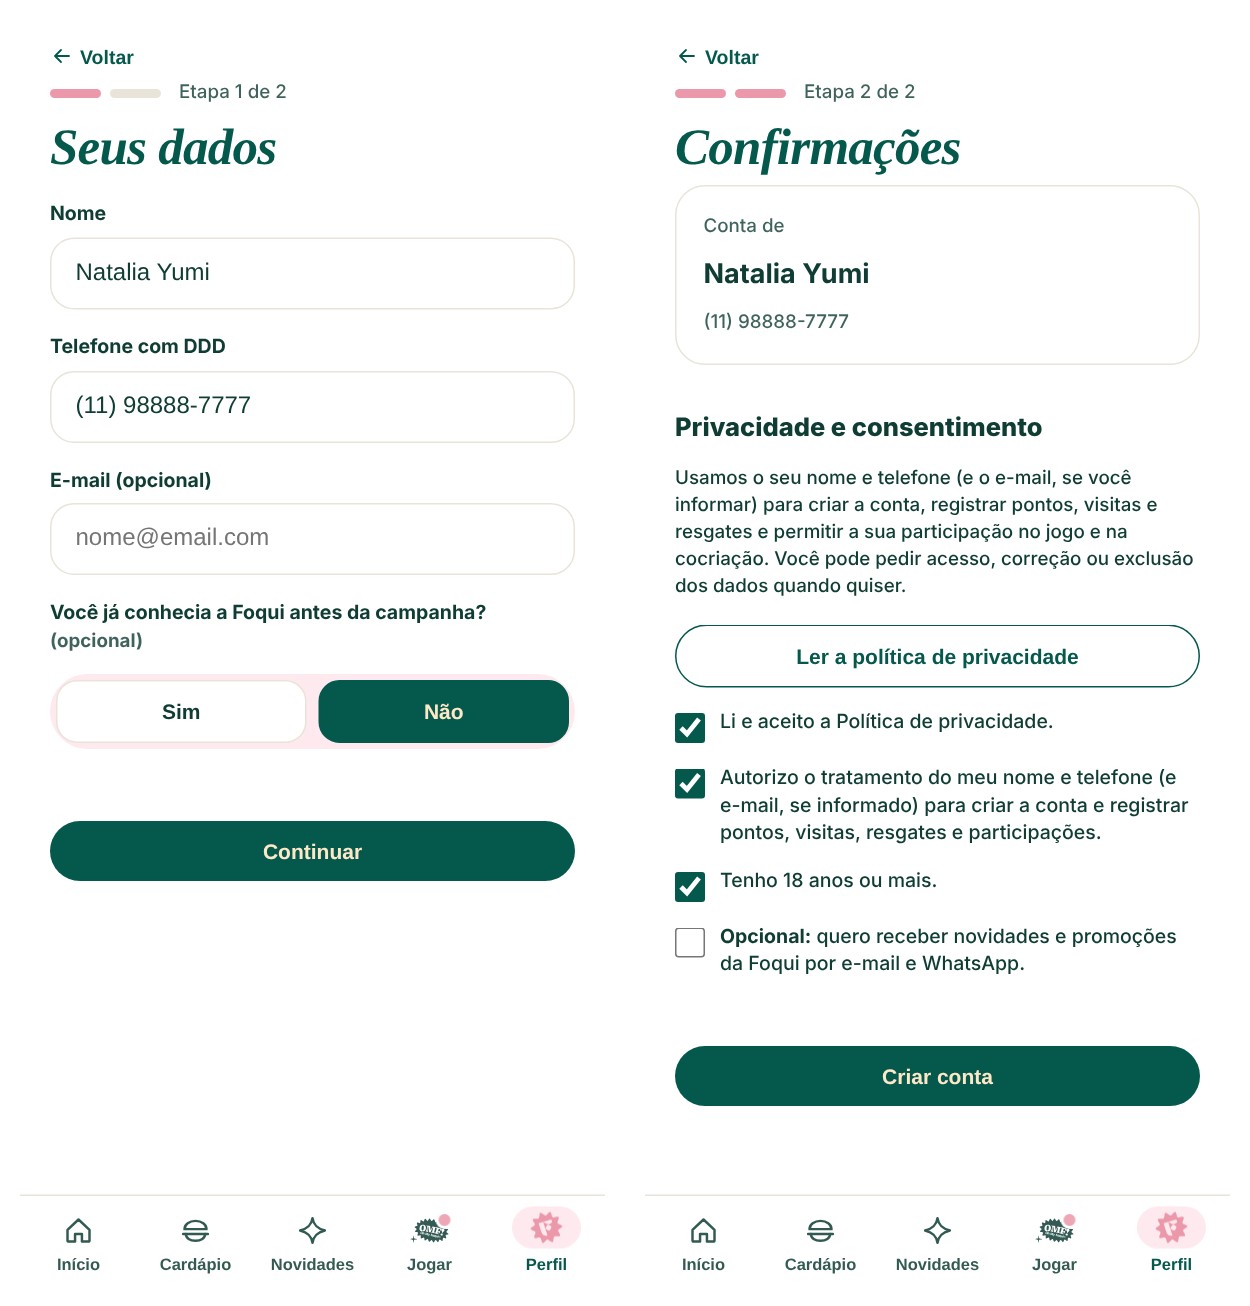 Voltar
Etapa 1 de 2
Seus dados
Nome
Natalia Yumi
Telefone com DDD
(11) 98888-7777
E-mail (opcional)
nome@email.com
Você já conhecia a Foqui antes da campanha?
(opcional)
Sim
Não
Continuar
Início
Cardápio
Novidades
Jogar
Perfil
Voltar
Etapa 2 de 2
Confirmações
Conta de
Natalia Yumi
(11) 98888-7777
Privacidade e consentimento
Usamos o seu nome e telefone (e o e-mail, se você
informar) para criar a conta, registrar pontos, visitas e
resgates e permitir a sua participação no jogo e na
cocriação. Você pode pedir acesso, correção ou exclusão
dos dados quando quiser.
Ler a política de privacidade
Li e aceito a Política de privacidade.
Autorizo o tratamento do meu nome e telefone (e
e-mail, se informado) para criar a conta e registrar
pontos, visitas, resgates e participações.
Tenho 18 anos ou mais.
Opcional: quero receber novidades e promoções
da Foqui por e-mail e WhatsApp.
Criar conta
Início
Cardápio
Novidades
Jogar
Perfil